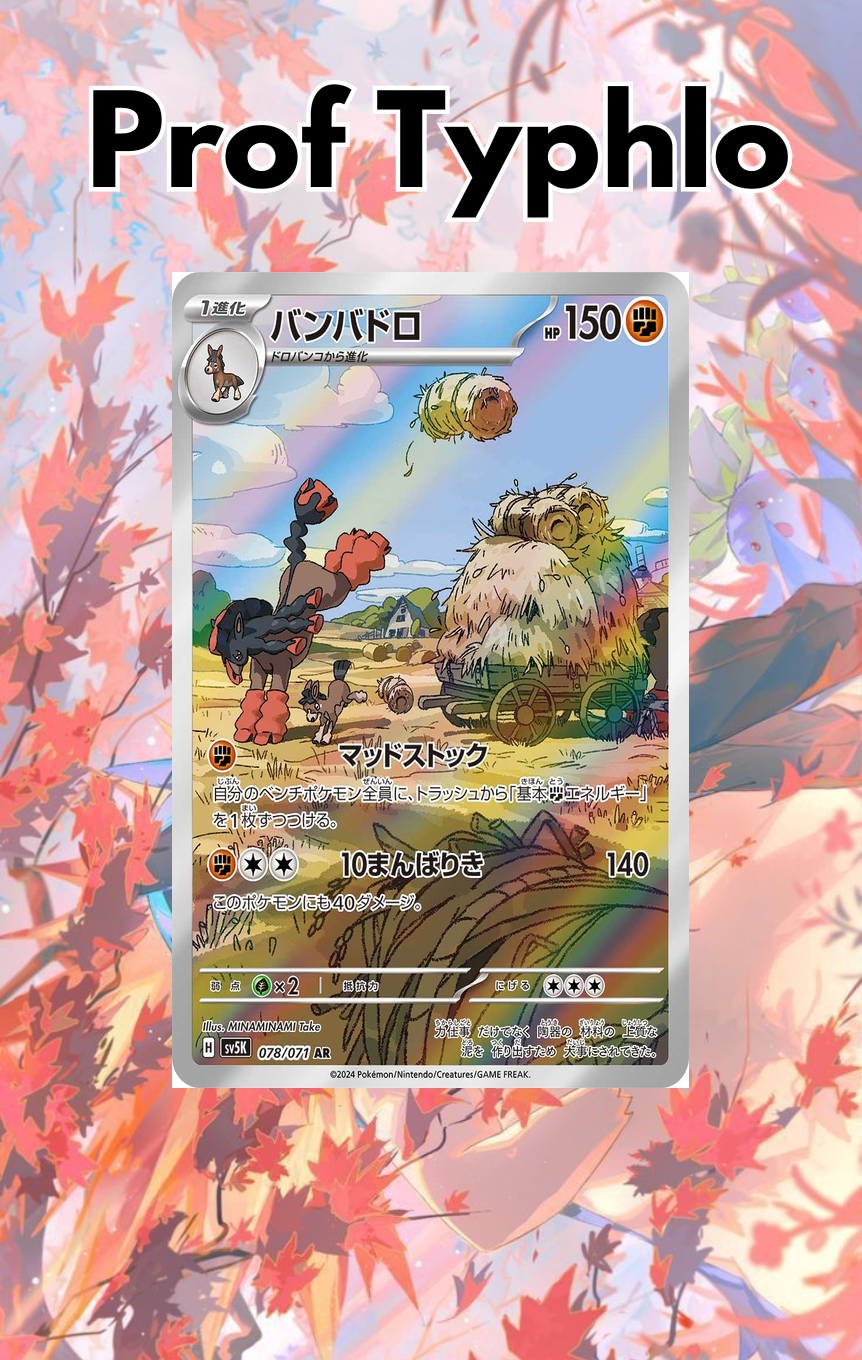 Prof Typhlo
1進化
バンバドロ
HP 150
ドロバンコから進化
マッドストック
自分のベンチポケモン全員に、トラッシュから「基本エネルギー」
を1枚ずつつける。
10まんばりき 140
このポケモンにも40ダメージ。
弱点 ×2 抵抗力 にげる
Illus. MINAMINAMI Take
力仕事 だけでなく 陶器の 材料の 上質な
泥を 作り出すため 大事にされてきた。
H sv5K 078/071 AR
©2024 Pokémon/Nintendo/Creatures/GAME FREAK.